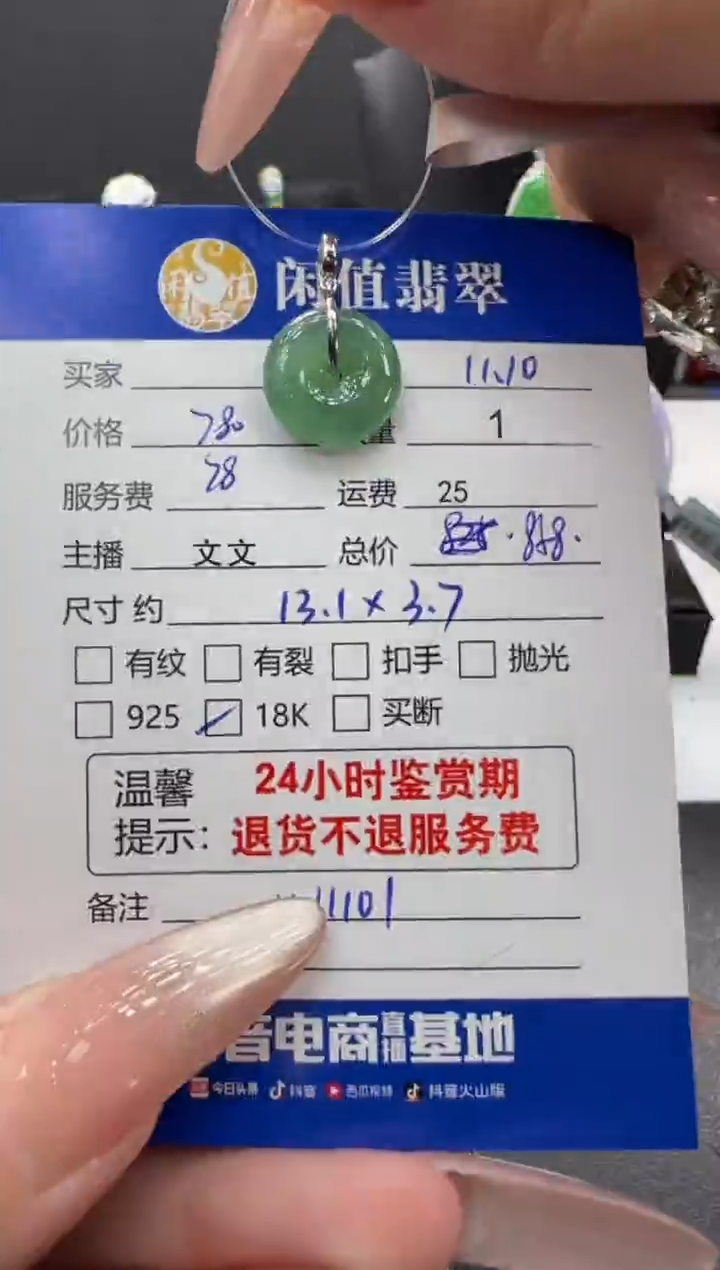 闲值翡翠
买家 11.10
价格 780 量 1
服务费 28 运费 25
主播 文文 总价 818.
尺寸 约 13.1×3.7
有纹 有裂 扣手 抛光
925 18K 买断
温馨 24小时鉴赏期
提示: 退货不退服务费
备注 11101
音电商直播基地
今日头条 抖音 西瓜视频 抖音火山版